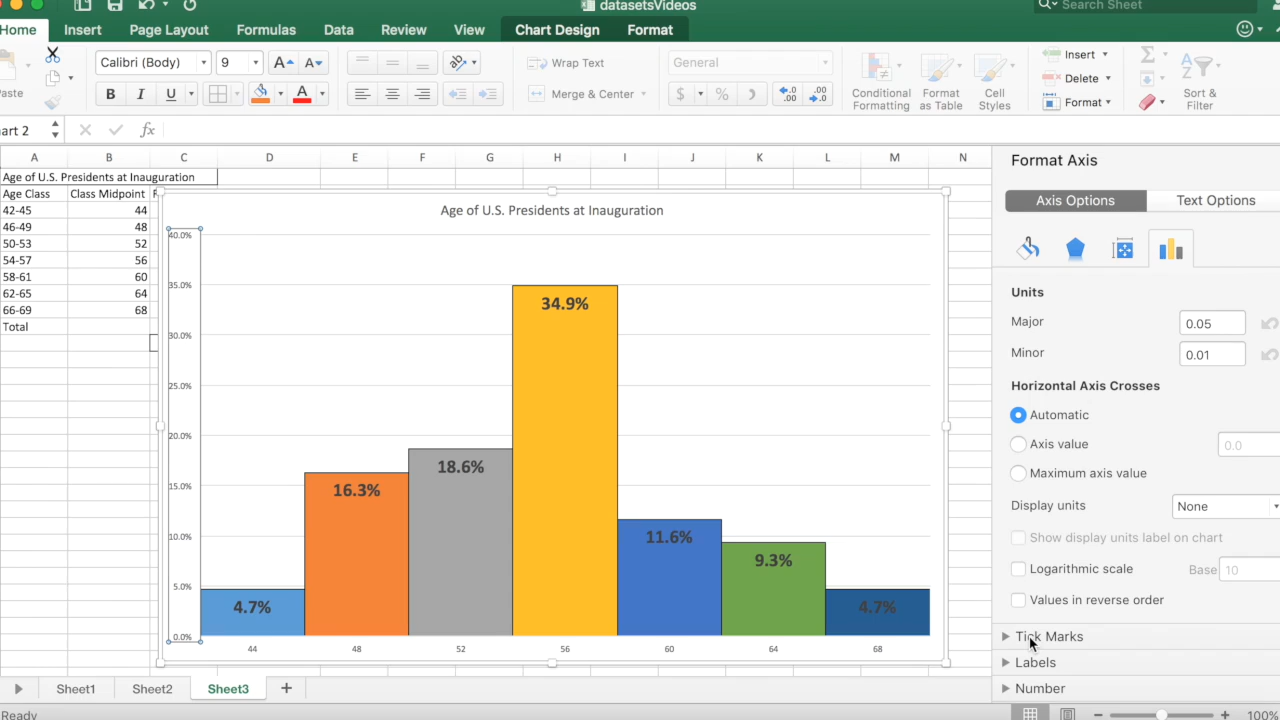 datasetsVideos
Search Sheet
Home Insert Page Layout Formulas Data Review View Chart Design Format
Calibri (Body) 9 A A Wrap Text General Insert
B I U A Merge & Center $ % Conditional Formatting Format as Table Cell Styles Delete Format Sort & Filter
fx
A B C D E F G H I J K L M N
Age of U.S. Presidents at Inauguration
Age Class Class Midpoint
42-45 44
46-49 48
50-53 52
54-57 56
58-61 60
62-65 64
66-69 68
Total
Age of U.S. Presidents at Inauguration
40.0%
35.0%
30.0%
25.0%
20.0%
15.0%
10.0%
5.0%
0.0%
4.7%
16.3%
18.6%
34.9%
11.6%
9.3%
4.7%
44 48 52 56 60 64 68
Format Axis
Axis Options Text Options
Units
Major 0.05
Minor 0.01
Horizontal Axis Crosses
Automatic
Axis value 0.0
Maximum axis value
Display units None
Show display units label on chart
Logarithmic scale Base 10
Values in reverse order
Tick Marks
Labels
Number
Sheet1 Sheet2 Sheet3 +
Ready 100%